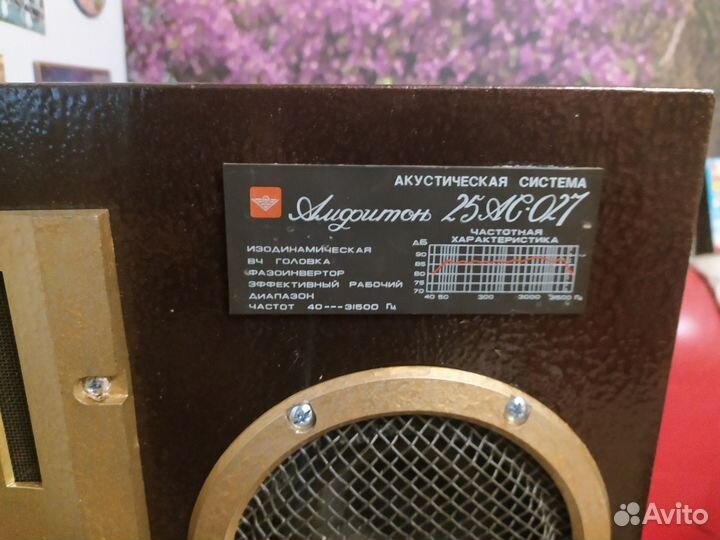 АКУСТИЧЕСКАЯ СИСТЕМА
Амфитон 25АС-027
ЧАСТОТНАЯ
ХАРАКТЕРИСТИКА
дБ
90
85
80
75
70
40 50 300 3000 31500 Гц
ИЗОДИНАМИЧЕСКАЯ
ВЧ ГОЛОВКА
ФАЗОИНВЕРТОР
ЭФФЕКТИВНЫЙ РАБОЧИЙ
ДИАПАЗОН
ЧАСТОТ 40---31500 Гц
Avito